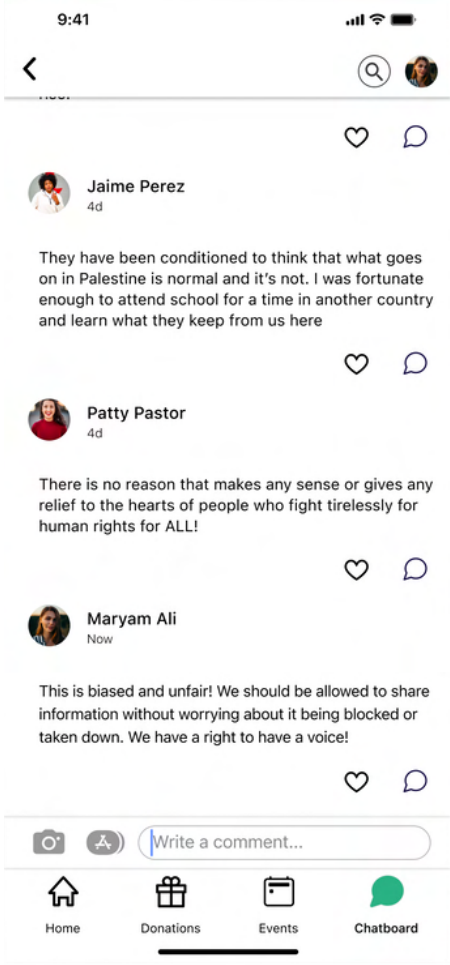 9:41
Jaime Perez
4d
They have been conditioned to think that what goes
on in Palestine is normal and it's not. I was fortunate
enough to attend school for a time in another country
and learn what they keep from us here
Patty Pastor
4d
There is no reason that makes any sense or gives any
relief to the hearts of people who fight tirelessly for
human rights for ALL!
Maryam Ali
Now
This is biased and unfair! We should be allowed to share
information without worrying about it being blocked or
taken down. We have a right to have a voice!
Write a comment...
Home Donations Events Chatboard